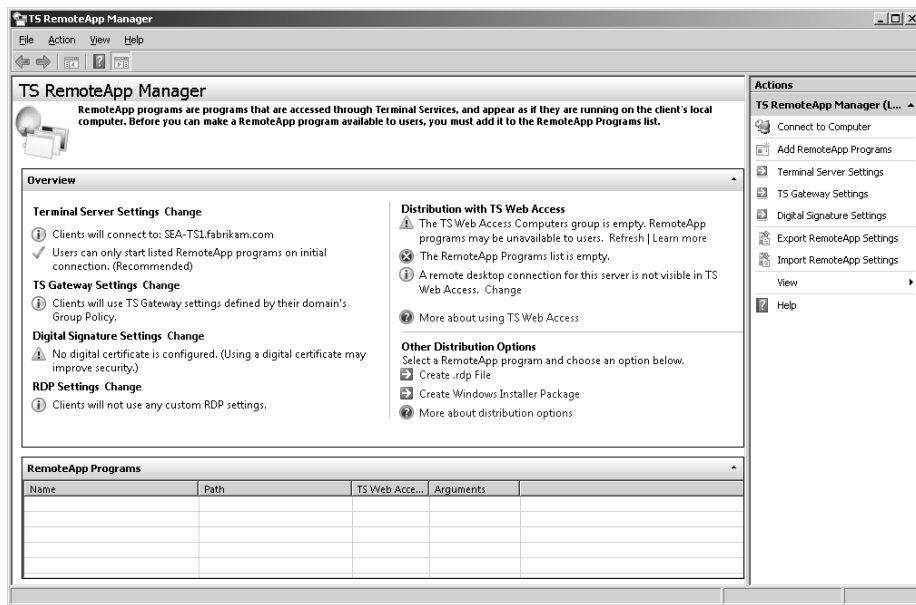 TS RemoteApp Manager
File Action View Help
TS RemoteApp Manager
RemoteApp programs are programs that are accessed through Terminal Services, and appear as if they are running on the client's local
computer. Before you can make a RemoteApp program available to users, you must add it to the RemoteApp Programs list.
Overview
Terminal Server Settings Change
Clients will connect to: SEA-TS1.fabrikam.com
Users can only start listed RemoteApp programs on initial
connection. (Recommended)
TS Gateway Settings Change
Clients will use TS Gateway settings defined by their domain's
Group Policy.
Digital Signature Settings Change
No digital certificate is configured. (Using a digital certificate may
improve security.)
RDP Settings Change
Clients will not use any custom RDP settings.
Distribution with TS Web Access
The TS Web Access Computers group is empty. RemoteApp
programs may be unavailable to users. Refresh | Learn more
The RemoteApp Programs list is empty.
A remote desktop connection for this server is not visible in TS
Web Access. Change
More about using TS Web Access
Other Distribution Options
Select a RemoteApp program and choose an option below.
Create .rdp File
Create Windows Installer Package
More about distribution options
RemoteApp Programs
Name Path TS Web Acce... Arguments
Actions
TS RemoteApp Manager (L...
Connect to Computer
Add RemoteApp Programs
Terminal Server Settings
TS Gateway Settings
Digital Signature Settings
Export RemoteApp Settings
Import RemoteApp Settings
View
Help